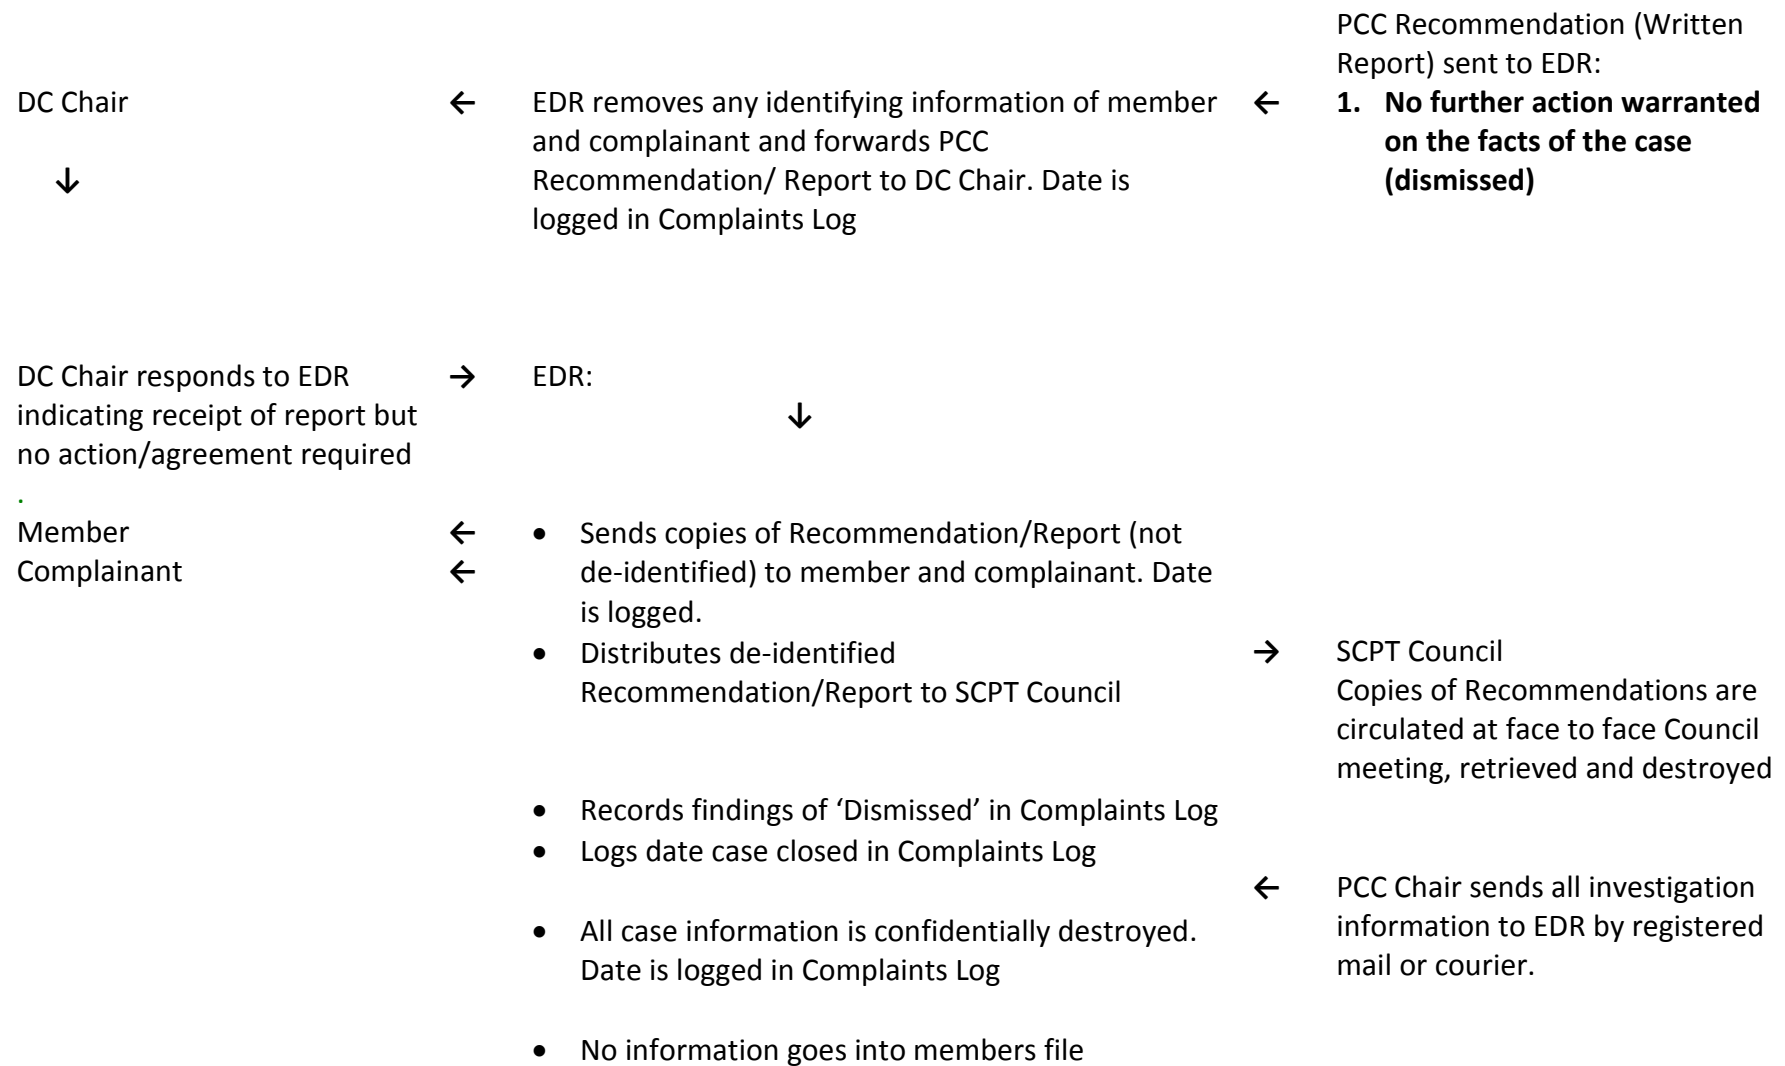 PCC Recommendation (Written
Report) sent to EDR:
DC Chair ← EDR removes any identifying information of member ← 1. No further action warranted
and complainant and forwards PCC on the facts of the case
↓ Recommendation/ Report to DC Chair. Date is (dismissed)
logged in Complaints Log
DC Chair responds to EDR → EDR:
indicating receipt of report but ↓
no action/agreement required
.
Member ← • Sends copies of Recommendation/Report (not
Complainant ← de-identified) to member and complainant. Date
is logged.
• Distributes de-identified → SCPT Council
Recommendation/Report to SCPT Council Copies of Recommendations are
circulated at face to face Council
meeting, retrieved and destroyed
• Records findings of ‘Dismissed’ in Complaints Log
• Logs date case closed in Complaints Log
← PCC Chair sends all investigation
• All case information is confidentially destroyed. information to EDR by registered
Date is logged in Complaints Log mail or courier.
• No information goes into members file